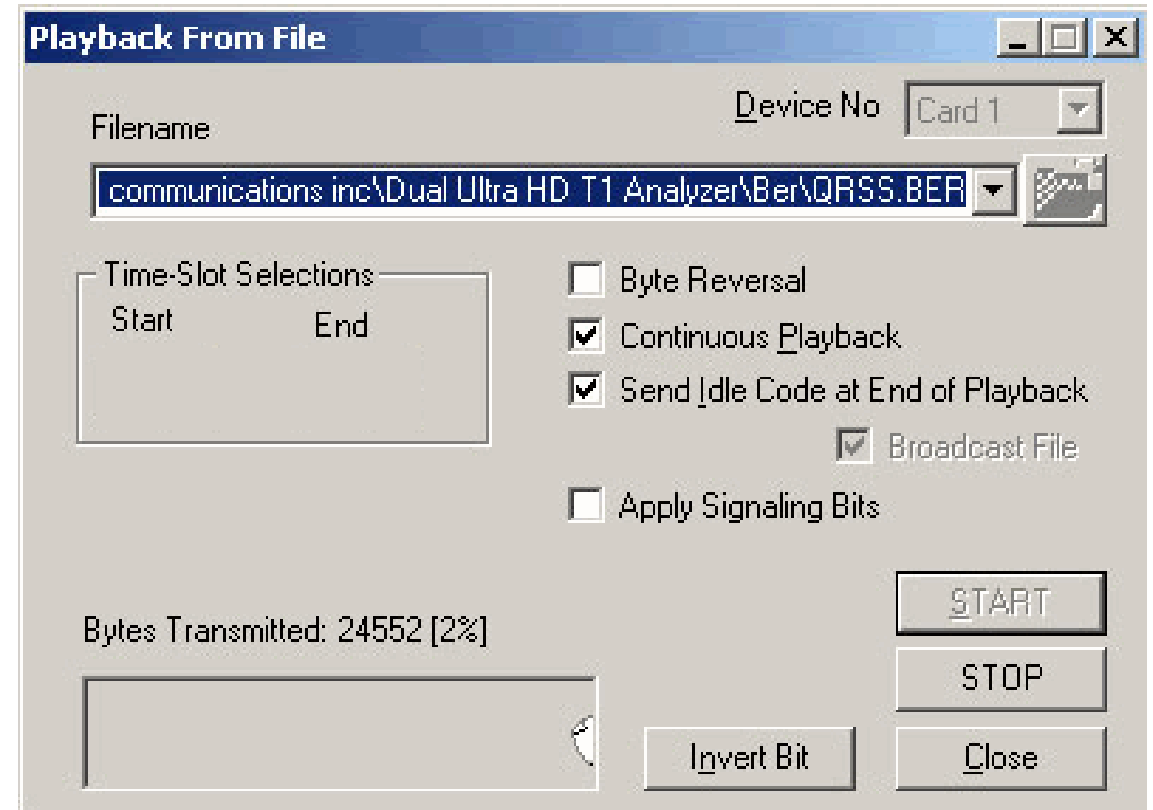 Playback From File
Device No Card 1
Filename
communications inc\Dual Ultra HD T1 Analyzer\Ber\QRSS.BER
Time-Slot Selections
Start End
Byte Reversal
Continuous Playback
Send Idle Code at End of Playback
Broadcast File
Apply Signaling Bits
Bytes Transmitted: 24552 [2%]
START
STOP
Invert Bit
Close